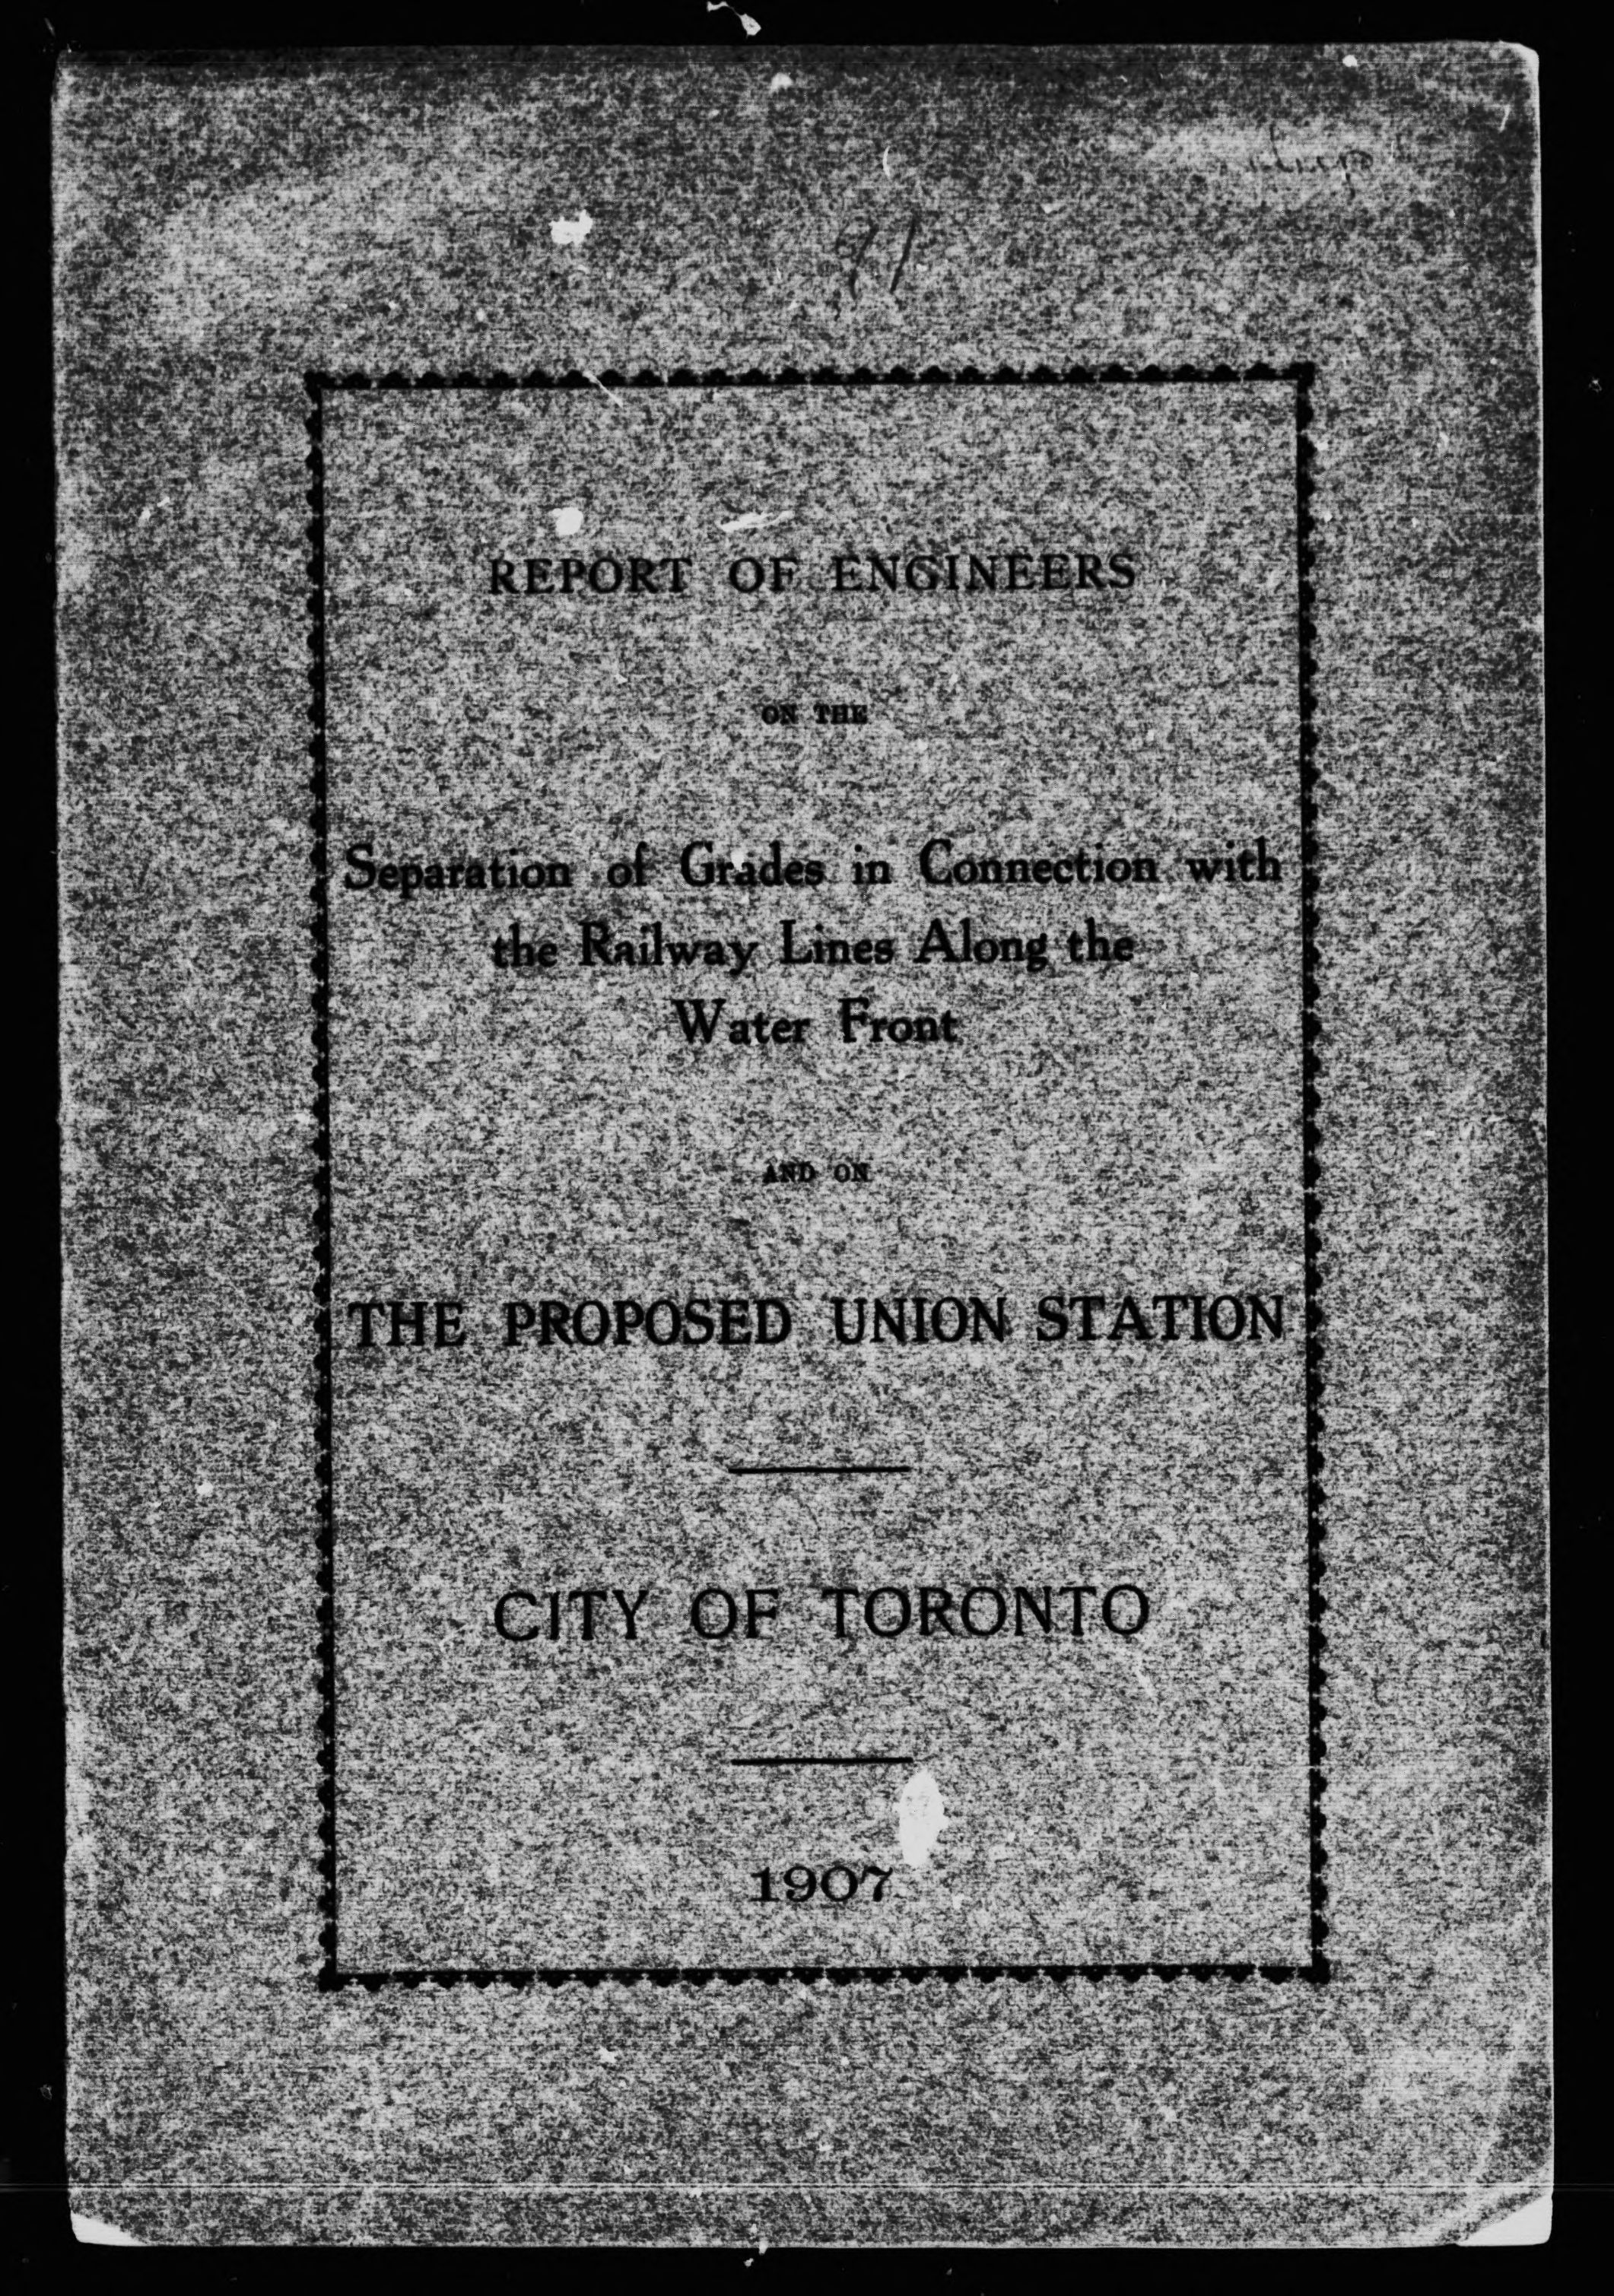 91
REPORT OF ENGINEERS
ON THE
Separation of Grades in Connection with
the Railway Lines Along the
Water Front
AND ON
THE PROPOSED UNION STATION
CITY OF TORONTO
1907